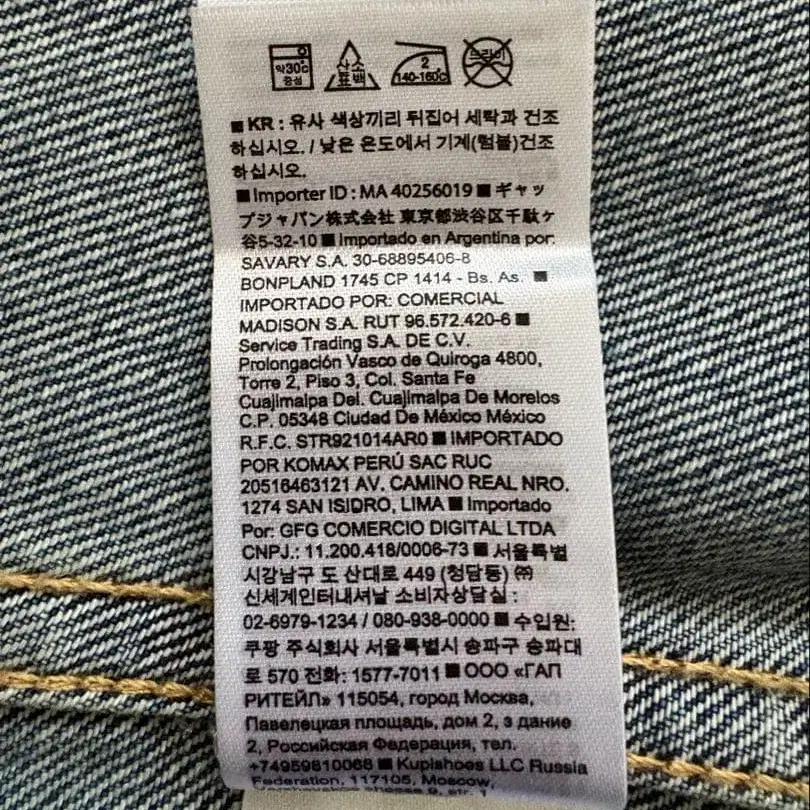 약30℃
중성
산소
표백
2
140-160℃
드라이
■ KR : 유사 색상끼리 뒤집어 세탁과 건조
하십시오. / 낮은 온도에서 기계(텀블)건조
하십시오.
■ Importer ID : MA 40256019 ■ ギャッ
プジャパン株式会社 東京都渋谷区千駄ヶ
谷5-32-10 ■ Importado en Argentina por:
SAVARY S.A. 30-68895406-8
BONPLAND 1745 CP 1414 - Bs. As. ■
IMPORTADO POR: COMERCIAL
MADISON S.A. RUT 96.572.420-6 ■
Service Trading S.A. DE C.V.
Prolongación Vasco de Quiroga 4800,
Torre 2, Piso 3, Col. Santa Fe
Cuajimalpa Del. Cuajimalpa De Morelos
C.P. 05348 Ciudad De México México
R.F.C. STR921014AR0 ■ IMPORTADO
POR KOMAX PERÚ SAC RUC
20516463121 AV. CAMINO REAL NRO.
1274 SAN ISIDRO, LIMA ■ Importado
Por: GFG COMERCIO DIGITAL LTDA
CNPJ.: 11.200.418/0006-73 ■ 서울특별
시강남구 도 산대로 449 (청담동) ㈜
신세계인터내셔날 소비자상담실 :
02-6979-1234 / 080-938-0000 ■ 수입원:
쿠팡 주식회사 서울특별시 송파구 송파대
로 570 전화: 1577-7011 ■ ООО «ГАП
РИТЕЙЛ» 115054, город Москва,
Павелецкая площадь, дом 2, з дание
2, Российская Федерация, тел.
+74959810068 ■ Kupishoes LLC Russia
Federation, 117105, Moscow,
Varshavskoe shosse 9, str. 1